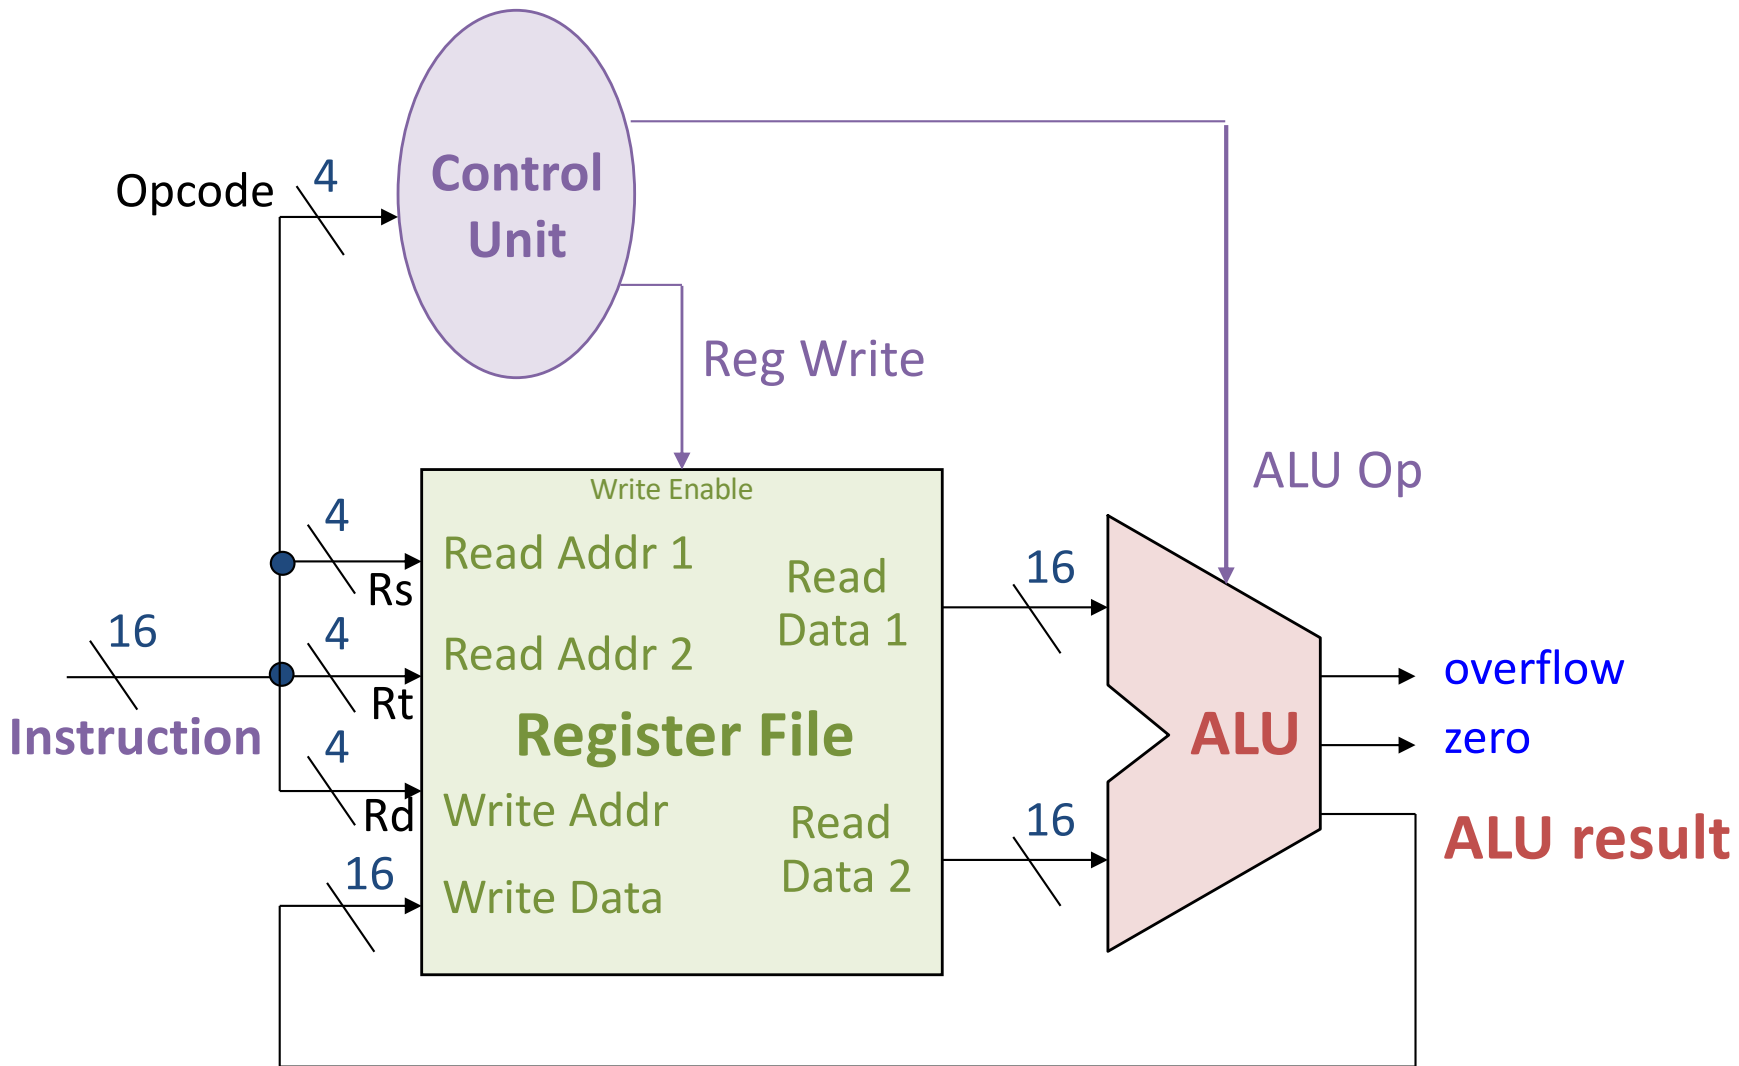 4
Opcode
Control
Unit
Reg Write
ALU Op
Write Enable
4
Read Addr 1
Rs
Read
Data 1
16
16
Instruction
4
Read Addr 2
Rt
Register File
4
Rd
Write Addr
16
Write Data
Read
Data 2
16
ALU
overflow
zero
ALU result